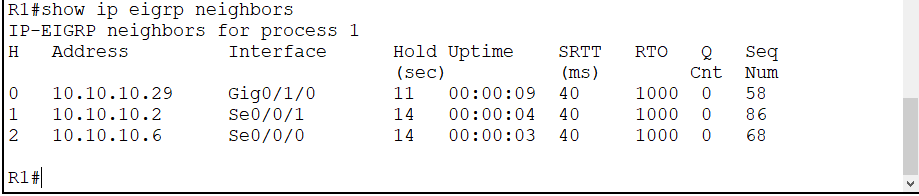 R1#show ip eigrp neighbors
IP-EIGRP neighbors for process 1
H   Address         Interface      Hold Uptime    SRTT   RTO   Q   Seq
                                   (sec)          (ms)        Cnt  Num
0   10.10.10.29     Gig0/1/0       11   00:00:09  40     1000  0   58
1   10.10.10.2      Se0/0/1        14   00:00:04  40     1000  0   86
2   10.10.10.6      Se0/0/0        14   00:00:03  40     1000  0   68
R1#